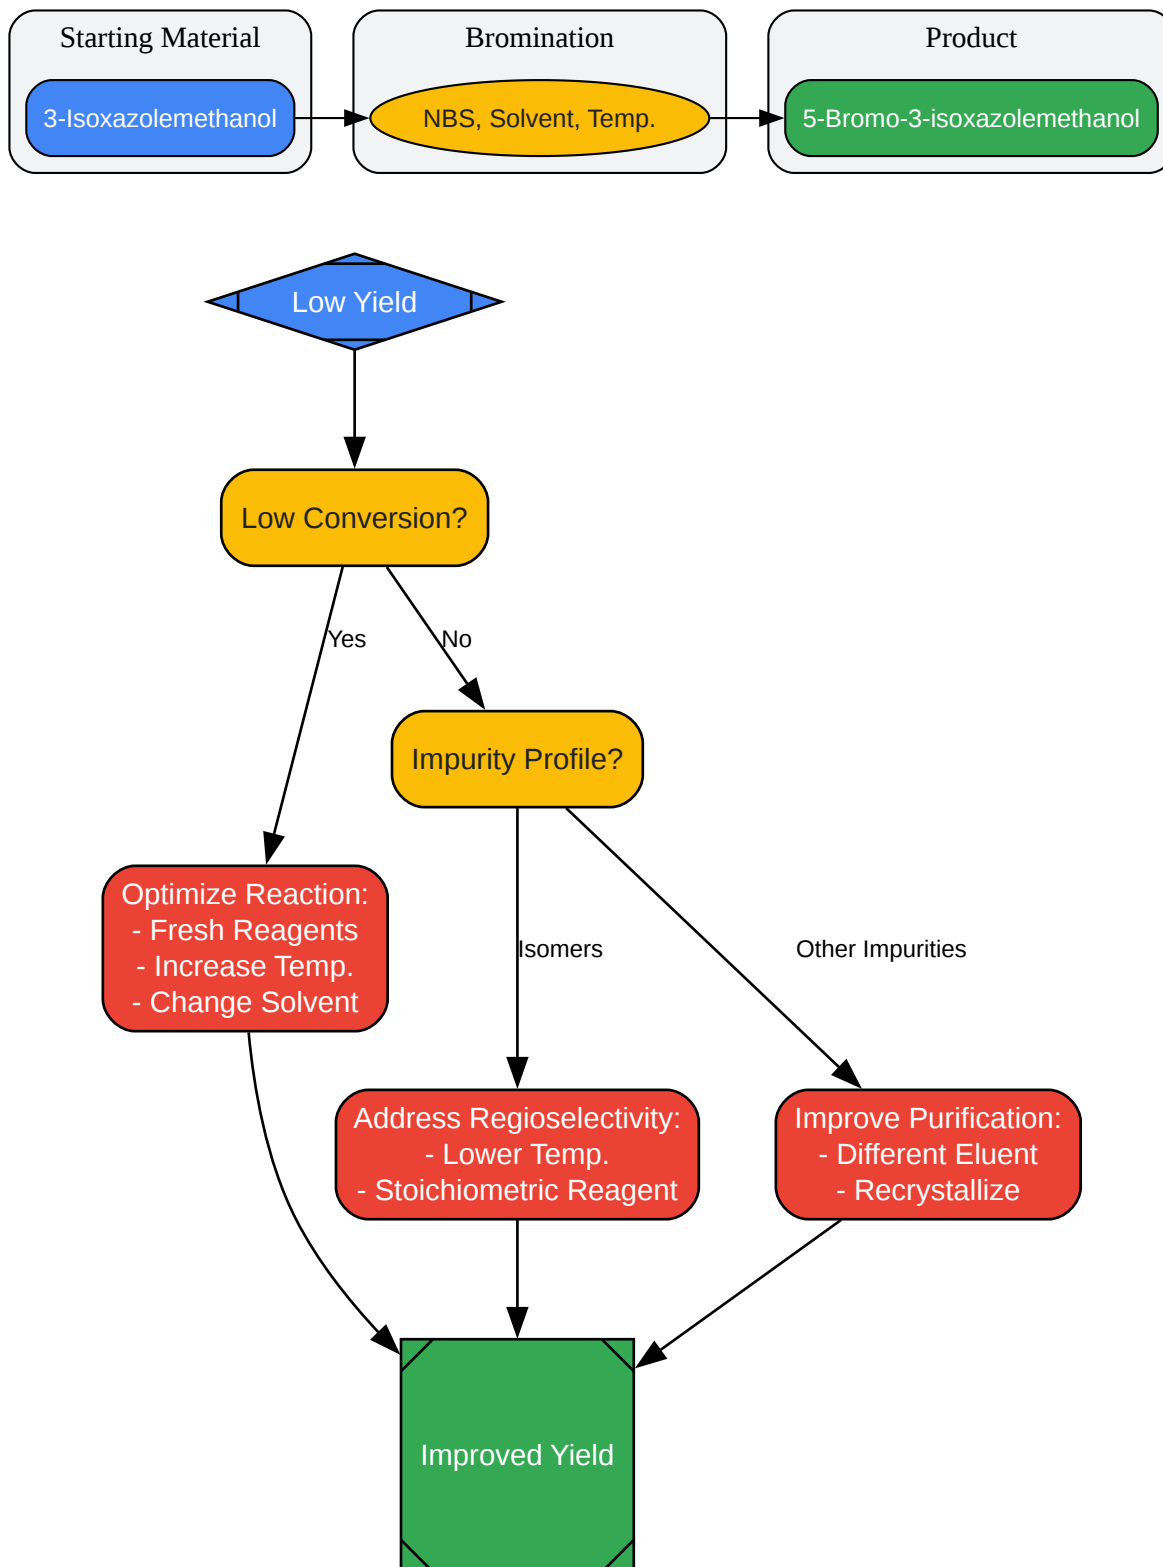 Starting Material
Bromination
Product
3-Isoxazolemethanol
NBS, Solvent, Temp.
5-Bromo-3-isoxazolemethanol
Low Yield
Low Conversion?
Yes
No
Impurity Profile?
Optimize Reaction:
- Fresh Reagents
- Increase Temp.
- Change Solvent
Isomers
Other Impurities
Address Regioselectivity:
- Lower Temp.
- Stoichiometric Reagent
Improve Purification:
- Different Eluent
- Recrystallize
Improved Yield